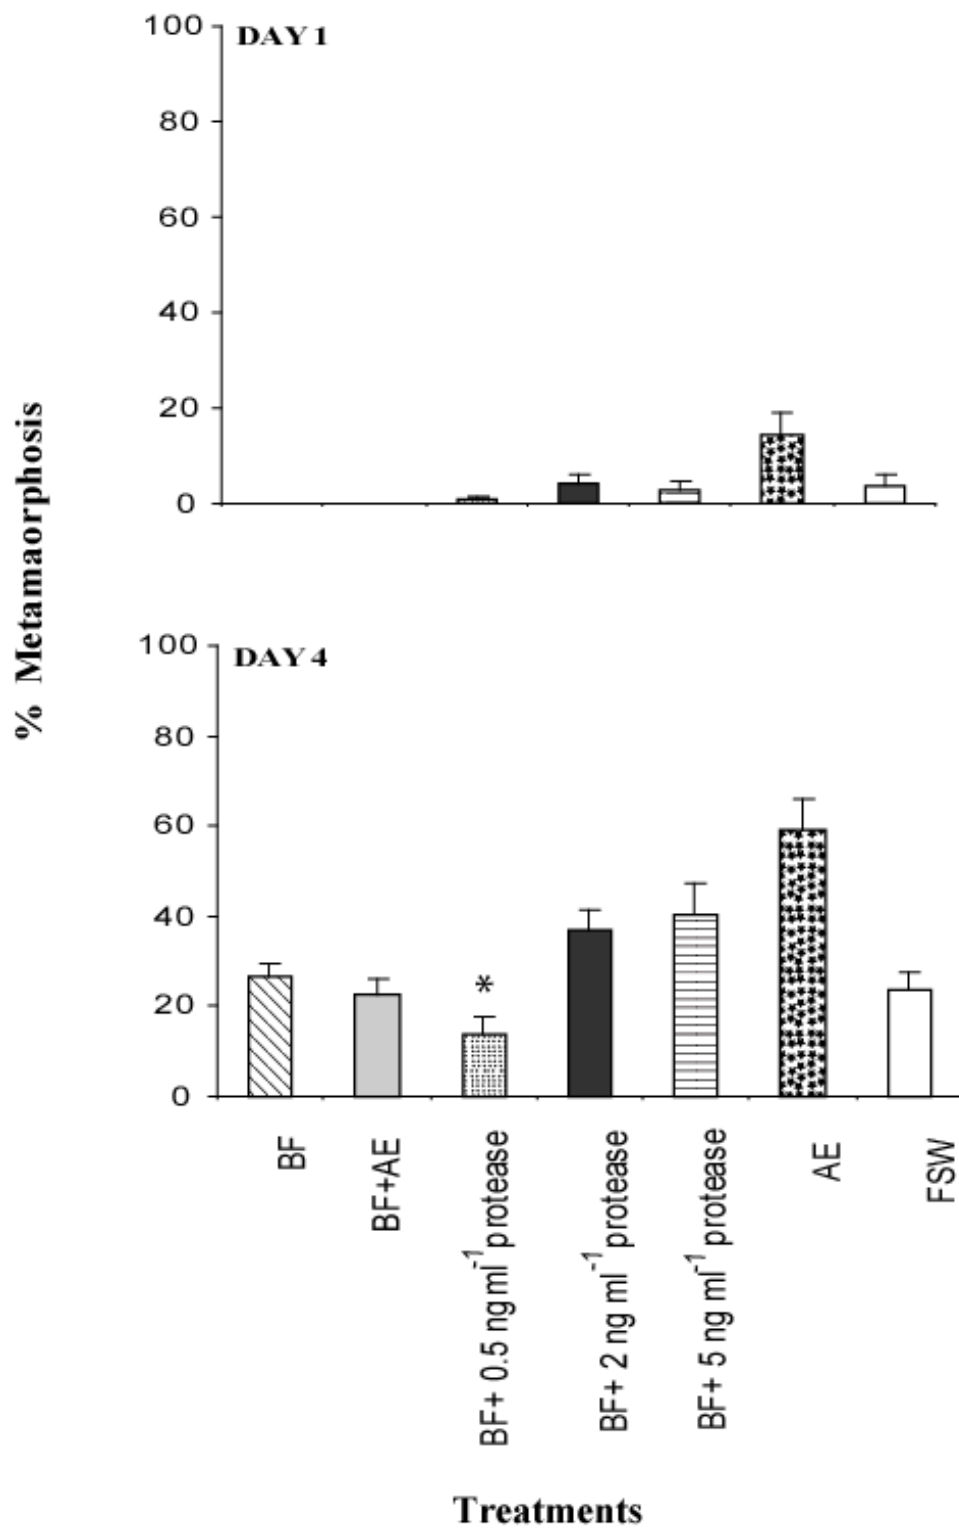 % Metamaorphosis
DAY 1
100
80
60
40
20
0
DAY 4
100
80
60
40
20
0
*
BF
BF+AE
BF+ 0.5 ngml⁻¹ protease
BF+ 2 ng ml⁻¹ protease
BF+ 5 ng ml⁻¹ protease
AE
FSW
Treatments